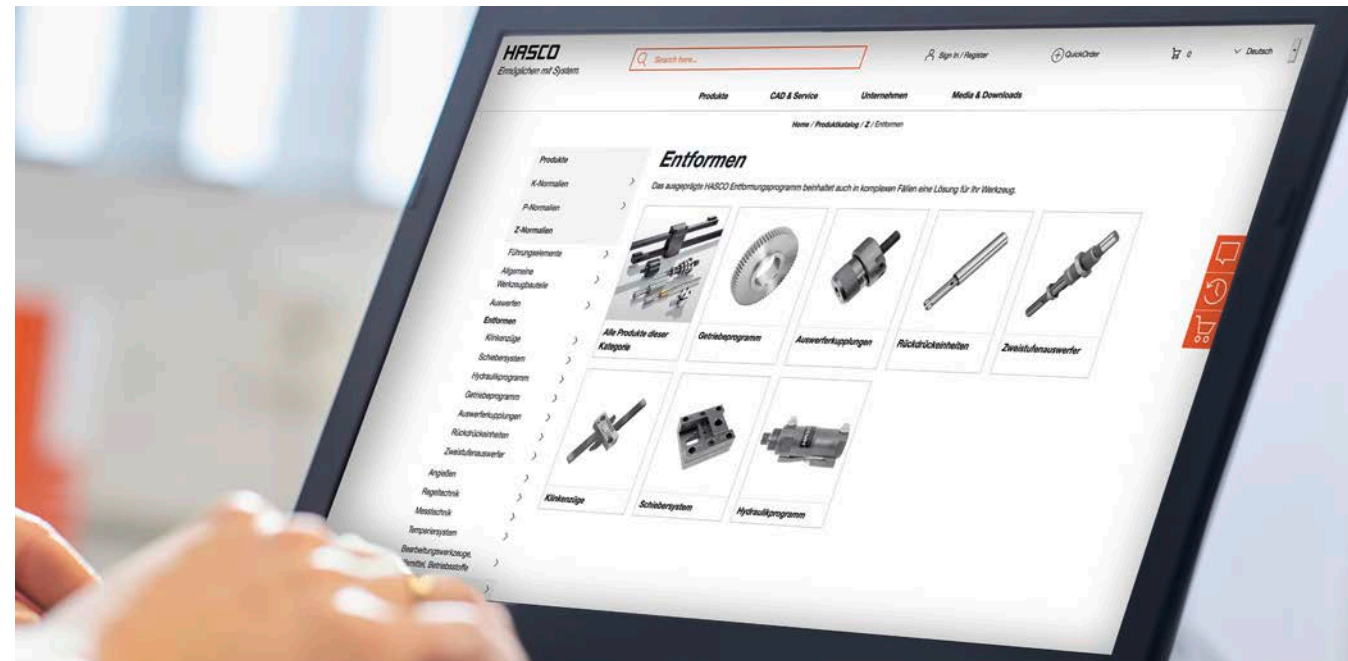 HASCO
Ermöglichen mit System.
Search here...
Sign In / Register
QuickOrder
0
Deutsch
Produkte
CAD & Service
Unternehmen
Media & Downloads
Home / Produktkatalog / Z / Entformen
Produkte
K-Normalien
P-Normalien
Z-Normalien
Führungselemente
Allgemeine
Werkzeugbauteile
Auswerfen
Entformen
Klinkenzüge
Schiebersystem
Hydraulikprogramm
Getriebeprogramm
Auswerferkupplungen
Rückdrückeinheiten
Zweistufenauswerfer
Angießen
Regeltechnik
Messtechnik
Temperiersystem
Bearbeitungswerkzeuge,
Betriebsstoffe
Entformen
Das ausgeprägte HASCO Entformungsprogramm beinhaltet auch in komplexen Fällen eine Lösung für Ihr Werkzeug.
Alle Produkte dieser
Kategorie
Getriebeprogramm
Auswerferkupplungen
Rückdrückeinheiten
Zweistufenauswerfer
Klinkenzüge
Schiebersystem
Hydraulikprogramm